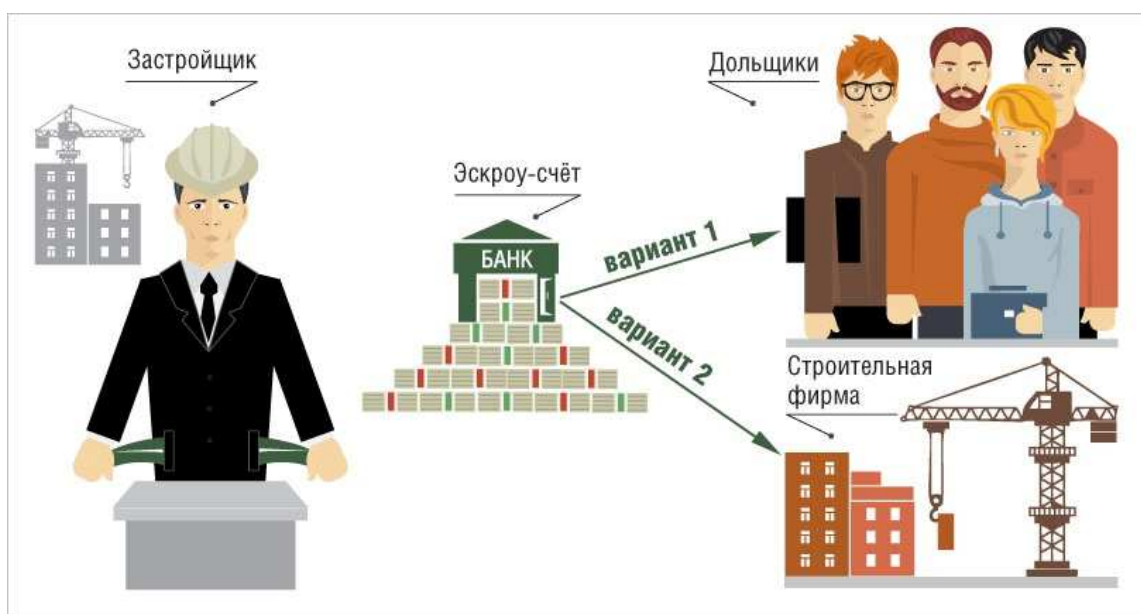 Застройщик
Дольщики
Эскроу-счёт
БАНК
вариант 1
вариант 2
Строительная
фирма